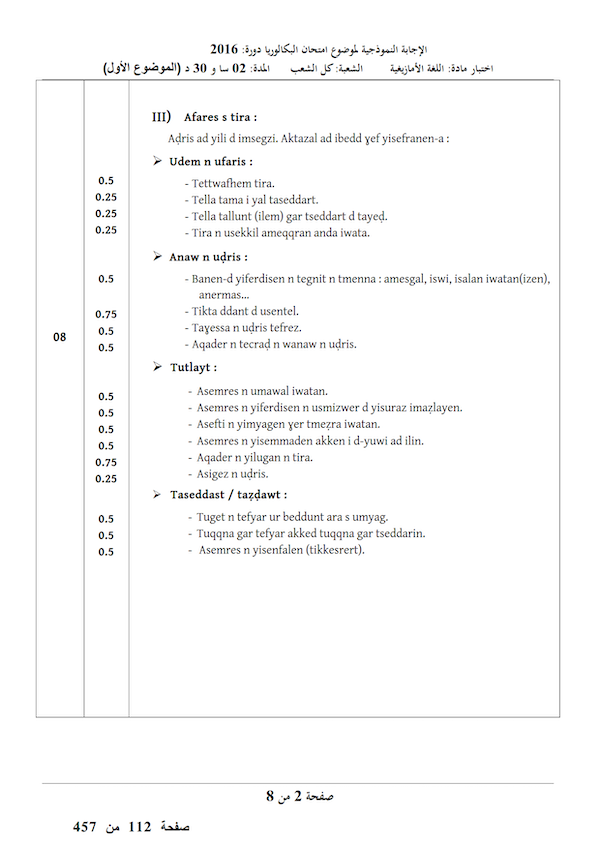 الإجابة النموذجية لموضوع امتحان البكالوريا دورة: 2016
اختبار مادة: اللغة الأمازيغية الشعبة: كل الشعب المدة: 02 سا و 30 د (الموضوع الأول)
III) Afares s tira :
Aḍris ad yili d imsegzi. Aktazal ad ibedd ɣef yisefranen-a :
➢ Udem n ufaris :
0.5 - Tettwafhem tira.
0.25 - Tella tama i yal taseddart.
0.25 - Tella tallunt (ilem) gar tseddart d tayeḍ.
0.25 - Tira n usekkil ameqqran anda iwata.
➢ Anaw n uḍris :
0.5 - Banen-d yiferdisen n tegnit n tmenna : amesgal, iswi, isalan iwatan(izen),
anermas...
0.75 - Tikta ddant d usentel.
0.5 - Taɣessa n uḍris tefrez.
08
0.5 - Aqader n tecraḍ n wanaw n uḍris.
➢ Tutlayt :
0.5 - Asemres n umawal iwatan.
0.5 - Asemres n yiferdisen n usmizwer d yisuraz imaẓlayen.
0.5 - Asefti n yimyagen ɣer tmeẓra iwatan.
0.5 - Asemres n yisemmaden akken i d-yuwi ad ilin.
0.75 - Aqader n yilugan n tira.
0.25 - Asigez n uḍris.
➢ Taseddast / taẓḍawt :
0.5 - Tuget n tefyar ur beddunt ara s umyag.
0.5 - Tuqqna gar tefyar akked tuqqna gar tseddarin.
0.5 - Asemres n yisenfalen (tikkesrert).
صفحة 2 من 8
صفحة 112 من 457